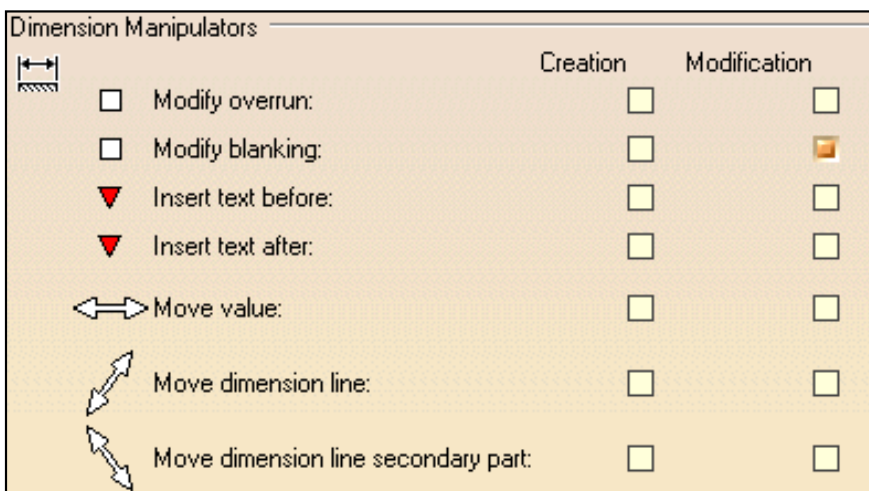 Dimension Manipulators
Creation Modification
Modify overrun:
Modify blanking:
Insert text before:
Insert text after:
Move value:
Move dimension line:
Move dimension line secondary part: